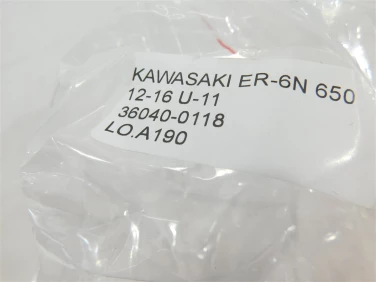 KAWASAKI ER-6N 650
12-16 U-11
36040-0118
LO.A190